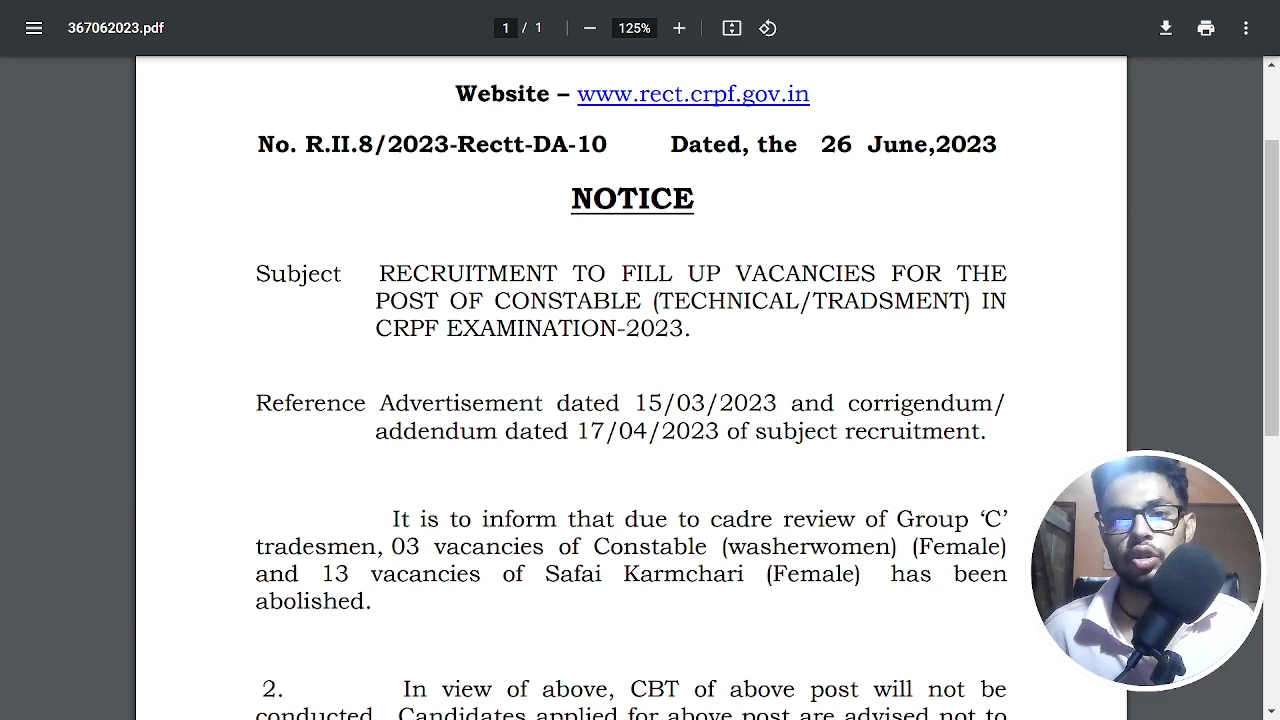 367062023.pdf
1 / 1
125%
Website – www.rect.crpf.gov.in
No. R.II.8/2023-Rectt-DA-10 Dated, the 26 June,2023
NOTICE
Subject RECRUITMENT TO FILL UP VACANCIES FOR THE
POST OF CONSTABLE (TECHNICAL/TRADSMENT) IN
CRPF EXAMINATION-2023.
Reference Advertisement dated 15/03/2023 and corrigendum/
addendum dated 17/04/2023 of subject recruitment.
It is to inform that due to cadre review of Group ‘C’
tradesmen, 03 vacancies of Constable (washerwomen) (Female)
and 13 vacancies of Safai Karmchari (Female) has been
abolished.
2. In view of above, CBT of above post will not be
conducted. Candidates applied for above post are advised not to